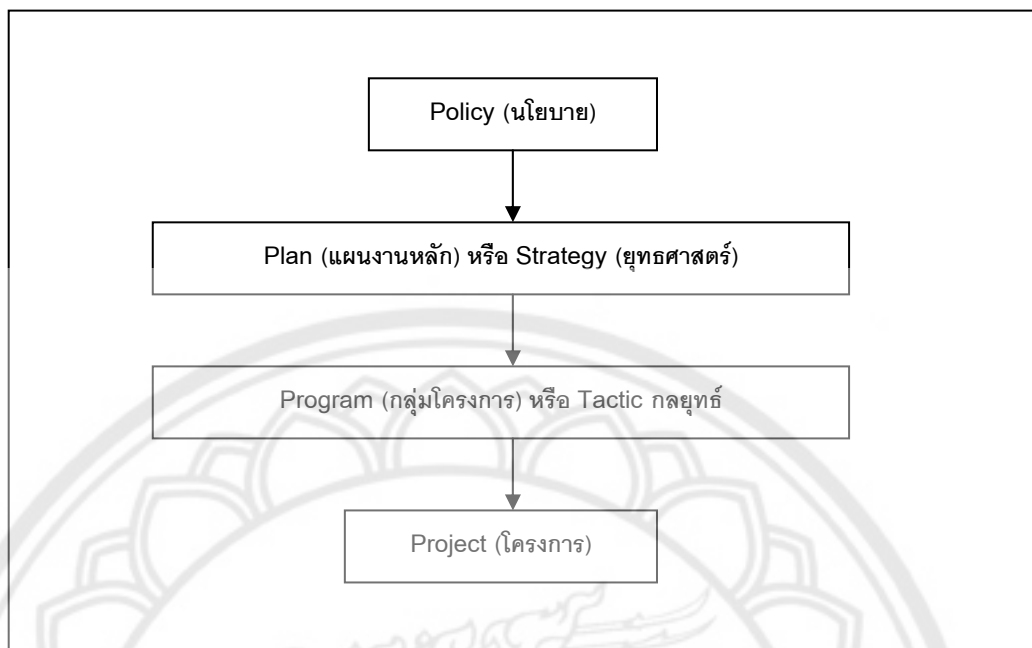 Policy (นโยบาย)
Plan (แผนงานหลัก) หรือ Strategy (ยุทธศาสตร์)
Program (กลุ่มโครงการ) หรือ Tactic กลยุทธ์
Project (โครงการ)